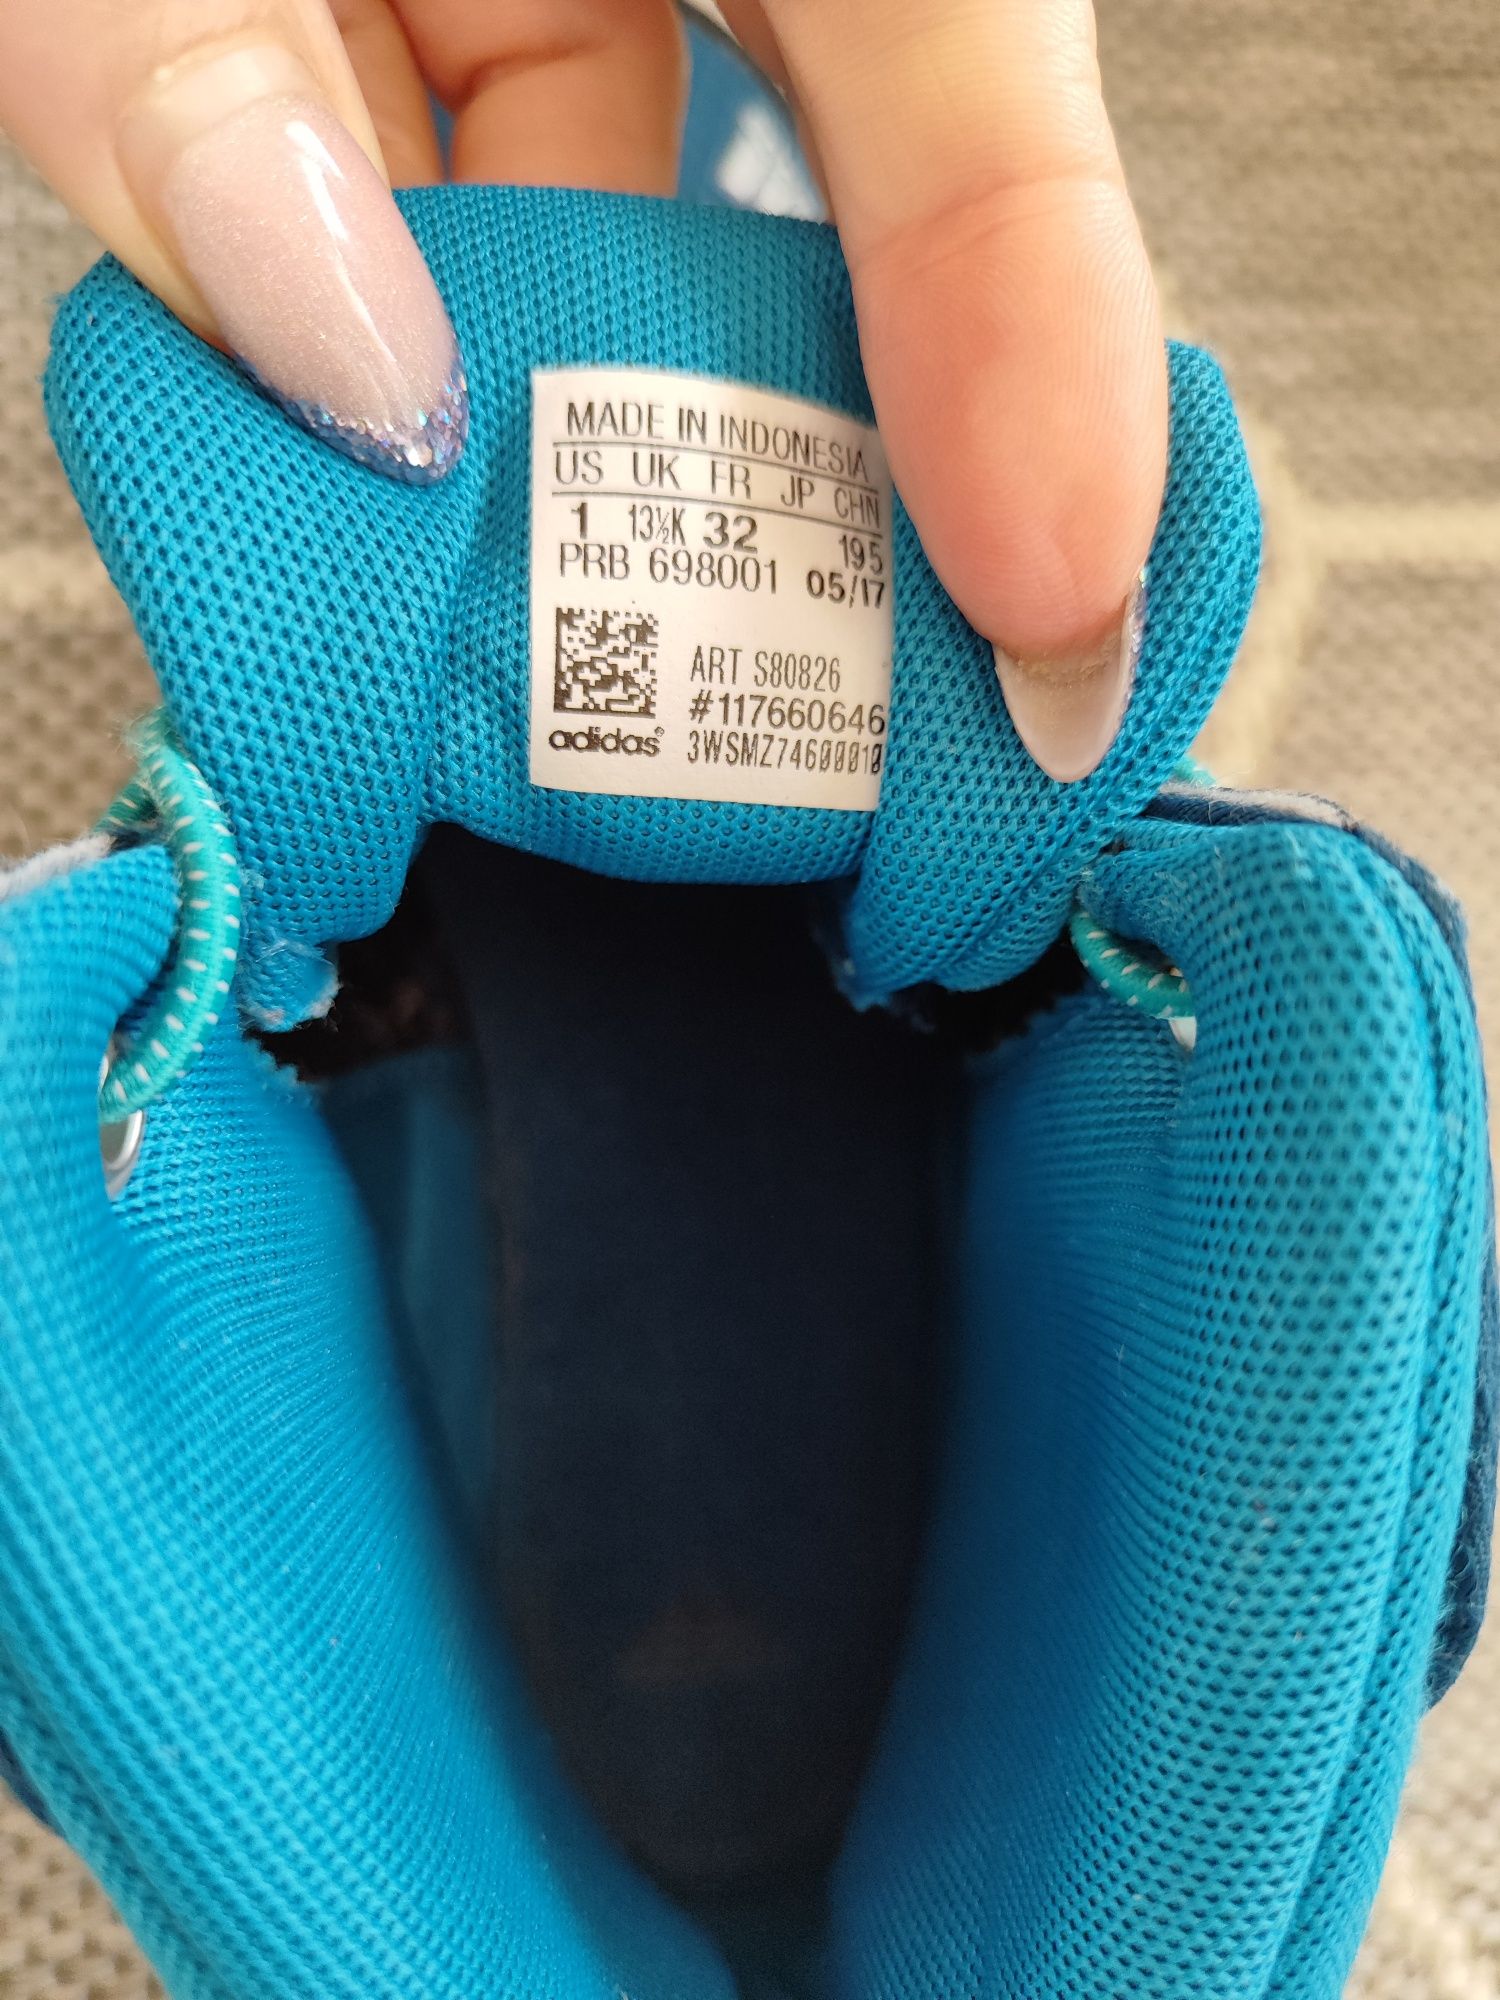 MADE IN INDONESIA
US UK FR JP CHN
1 13½K 32 195
PRB 698001 05/17
ART S80826
#117660646
adidas® 3WSMZ74600010